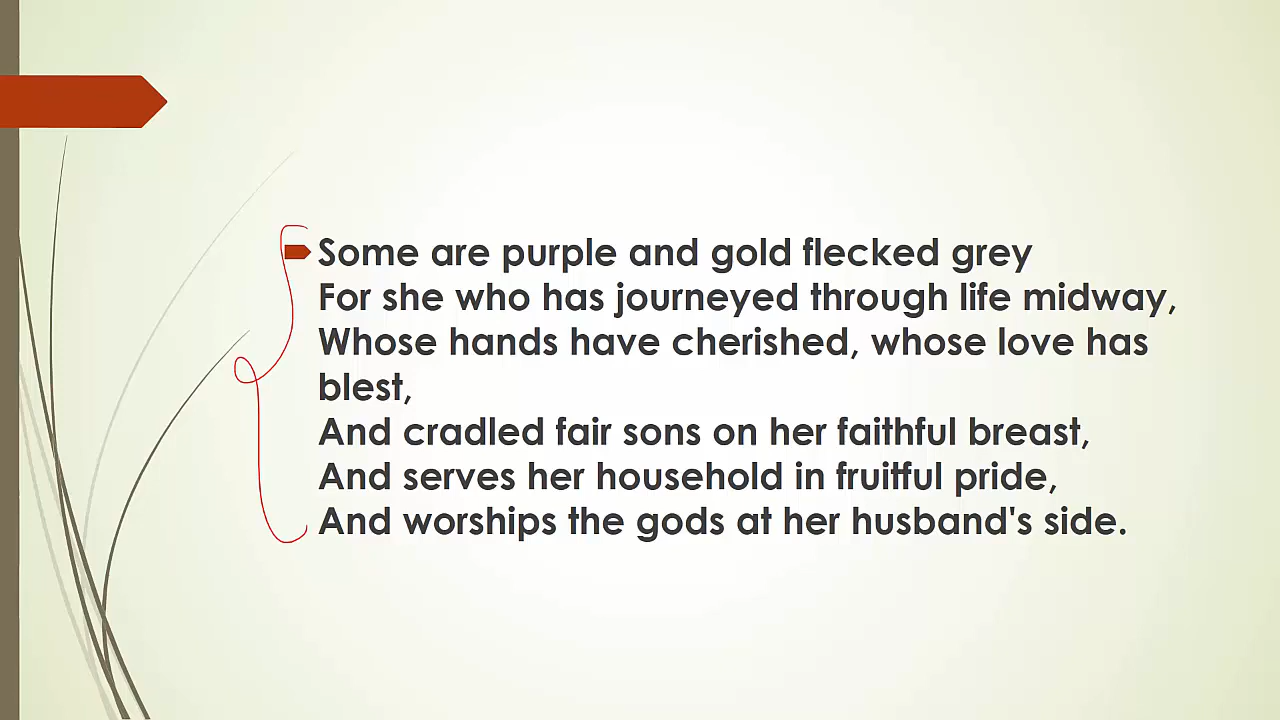 Some are purple and gold flecked grey
For she who has journeyed through life midway,
Whose hands have cherished, whose love has
blest,
And cradled fair sons on her faithful breast,
And serves her household in fruitful pride,
And worships the gods at her husband's side.